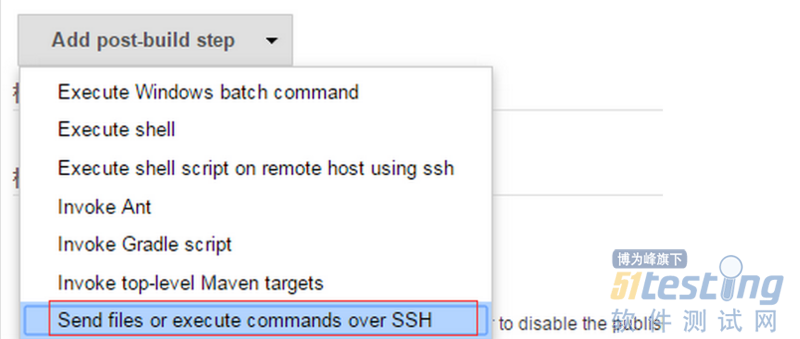 Add post-build step
Execute Windows batch command
Execute shell
Execute shell script on remote host using ssh
Invoke Ant
Invoke Gradle script
Invoke top-level Maven targets
Send files or execute commands over SSH
to disable the publis
博为峰旗下
51testing
软件测试网